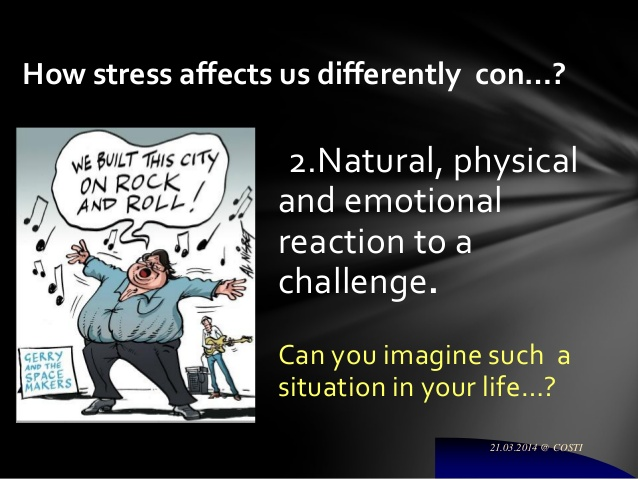 How stress affects us differently con...?
WE BUILT THIS CITY
ON ROCK
AND ROLL!
GERRY
AND THE
SPACE
MAKERS
2.Natural, physical
and emotional
reaction to a
challenge.
Can you imagine such a
situation in your life...?
21.03.2014 @ COSTI